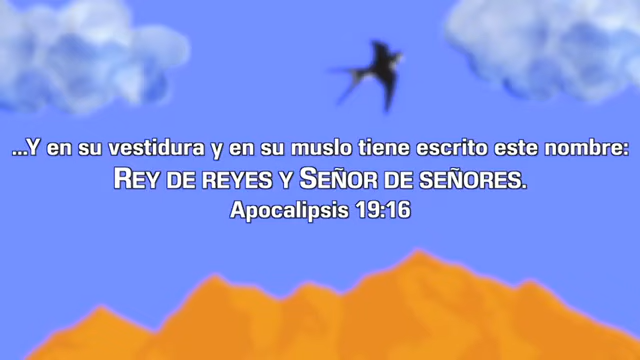 ...Y en su vestidura y en su muslo tiene escrito este nombre:
REY DE REYES Y SEÑOR DE SEÑORES.
Apocalipsis 19:16